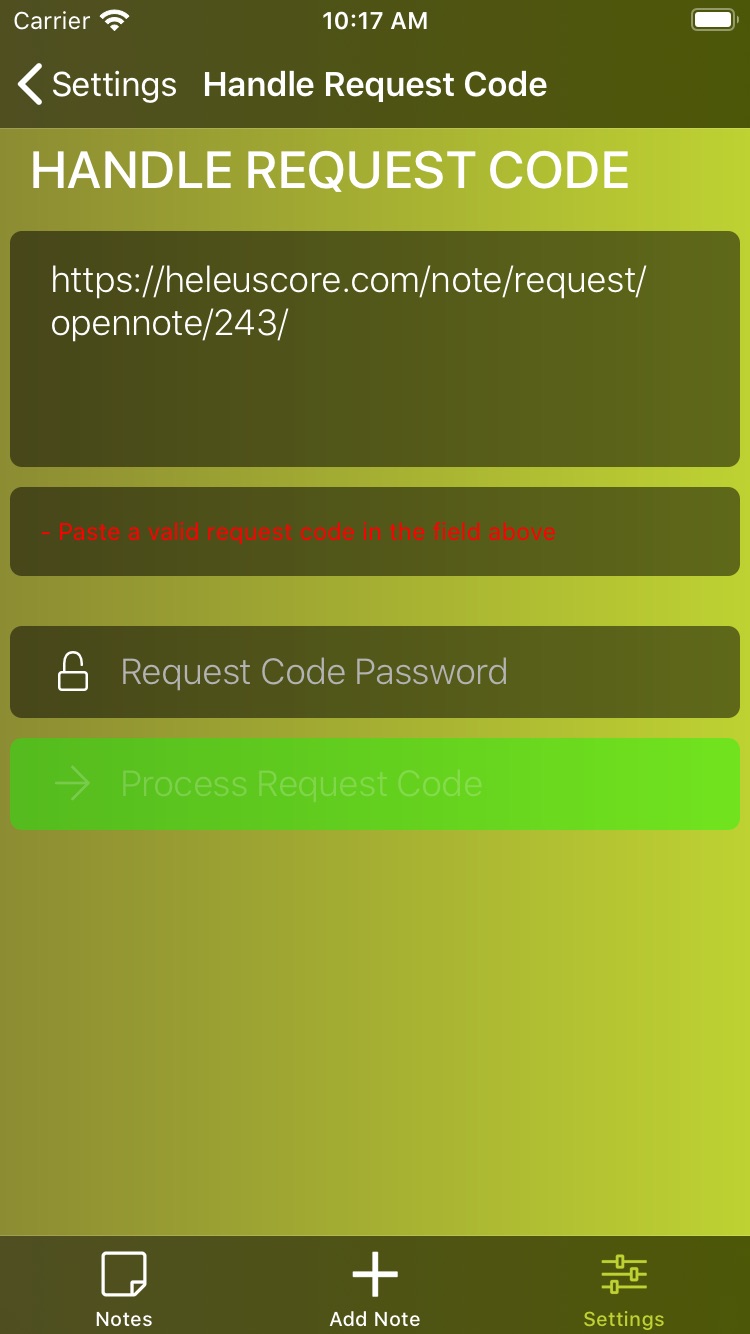 Carrier 10:17 AM
Settings Handle Request Code
HANDLE REQUEST CODE
https://heleuscore.com/note/request/
opennote/243/
- Paste a valid request code in the field above
Request Code Password
Process Request Code
Notes Add Note Settings